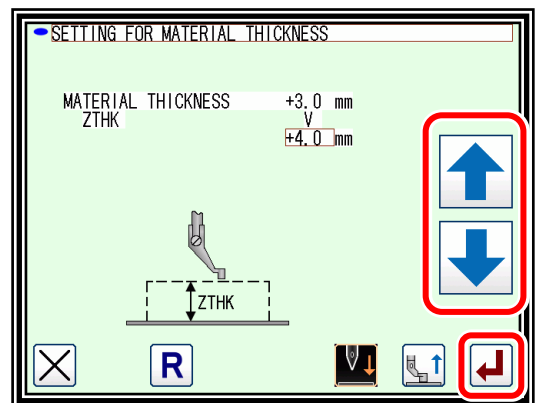 SETTING FOR MATERIAL THICKNESS
MATERIAL THICKNESS +3.0 mm
ZTHK V
+4.0 mm
ZTHK
R